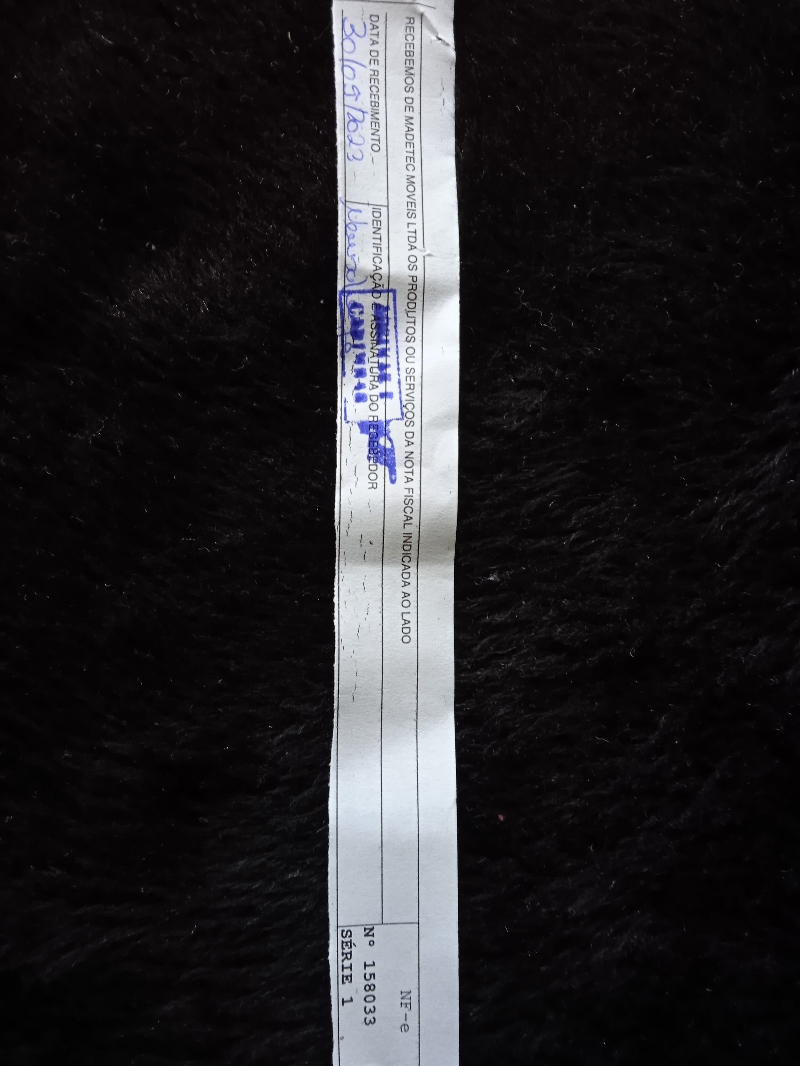 RECEBEMOS DE MADETEC MOVEIS LTDA OS PRODUTOS OU SERVIÇOS DA NOTA FISCAL INDICADA AO LADO
DATA DE RECEBIMENTO
30/09/2023
IDENTIFICAÇÃO E ASSINATURA DO RECEBEDOR
NF-e
Nº 158033
SÉRIE 1